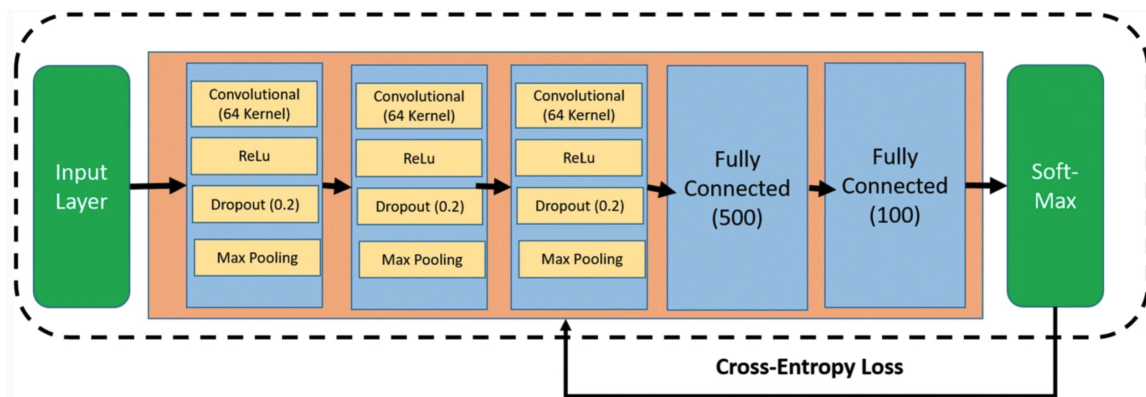 Input
Layer
Convolutional
(64 Kernel)
ReLu
Dropout (0.2)
Max Pooling
Convolutional
(64 Kernel)
ReLu
Dropout (0.2)
Max Pooling
Convolutional
(64 Kernel)
ReLu
Dropout (0.2)
Max Pooling
Fully
Connected
(500)
Fully
Connected
(100)
Soft-
Max
Cross-Entropy Loss